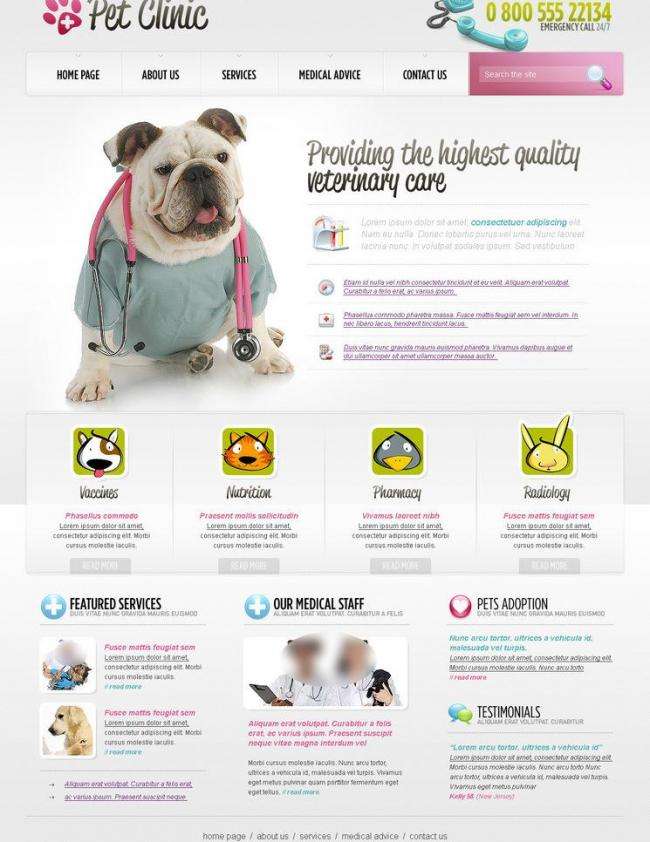 Pet Clinic
0 800 555 22134
EMERGENCY CALL 24/7
HOME PAGE
ABOUT US
SERVICES
MEDICAL ADVICE
CONTACT US
Search the site
Providing the highest quality
veterinary care
Lorem ipsum dolor sit amet, consectetuer adipiscing elit.
Nam eu nulla. Donec lobortis purus vel urna. Nunc laoreet
lacinia nunc. In volutpat sodales ipsum. Sed vestibulum
Etiam id nulla vel nibh consectetur tincidunt et eu velit. Aliquam erat volutpat.
Curabitur a felis erat, ac varius ipsum.
Phasellus commodo pharetra massa. Fusce mattis feugiat sem vel interdum. In
nec libero lacus, hendrerit tincidunt lacus.
Duis vitae nunc gravida mauris euismod pharetra. Vivamus dapibus augue et
dui ullamcorper sit amet ullamcorper massa auctor.
Vaccines
Phasellus commodo
Lorem ipsum dolor sit amet,
consectetur adipiscing elit. Morbi
cursus molestie iaculis.
READ MORE
Nutrition
Praesent mollis sollicitudin
Lorem ipsum dolor sit amet,
consectetur adipiscing elit. Morbi
cursus molestie iaculis.
READ MORE
Pharmacy
Vivamus laoreet nibh
Lorem ipsum dolor sit amet,
consectetur adipiscing elit. Morbi
cursus molestie iaculis.
READ MORE
Radiology
Fusce mattis feugiat sem
Lorem ipsum dolor sit amet,
consectetur adipiscing elit. Morbi
cursus molestie iaculis.
READ MORE
FEATURED SERVICES
DUIS VITAE NUNC GRAVIDA MAURIS EUISMOD
Fusce mattis feugiat sem
Lorem ipsum dolor sit amet,
consectetur adipiscing elit. Morbi
cursus molestie iaculis.
// read more
Fusce mattis feugiat sem
Lorem ipsum dolor sit amet,
consectetur adipiscing elit. Morbi
cursus molestie iaculis.
// read more
Aliquam erat volutpat. Curabitur a felis erat,
ac varius ipsum. Praesent suscipit neque
OUR MEDICAL STAFF
ALIQUAM ERAT VOLUTPAT. CURABITUR A FELIS
Aliquam erat volutpat. Curabitur a felis
erat, ac varius ipsum. Praesent suscipit
neque vitae magna interdum vel
Morbi cursus molestie iaculis. Nunc arcu tortor,
ultrices a vehicula id, malesuada vel turpis. Vivamus
eget metus pulvinar quam porttitor fermentum eget
eget tellus. // read more
PETS ADOPTION
DUIS VITAE NUNC GRAVIDA MAURIS EUISMOD
Nunc arcu tortor, ultrices a vehicula id,
malesuada vel turpis.
Lorem ipsum dolor sit amet, consectetur adipiscing elit.
Morbi cursus molestie iaculis. Nunc arcu torto
// read more
TESTIMONIALS
ALIQUAM ERAT VOLUTPAT. CURABITUR
“Lorem arcu tortor, ultrices a vehicula id”
Lorem ipsum dolor sit amet, consectetur adipiscing elit.
Morbi cursus molestie iaculis. Nunc arcu torto Nunc
arcu tortor, ultrices a vehicula id, malesuada vel turpis.
Vivamus eget metus pulvinar
Kelly M. (New Jersey)
home page / about us / services / medical advice / contact us